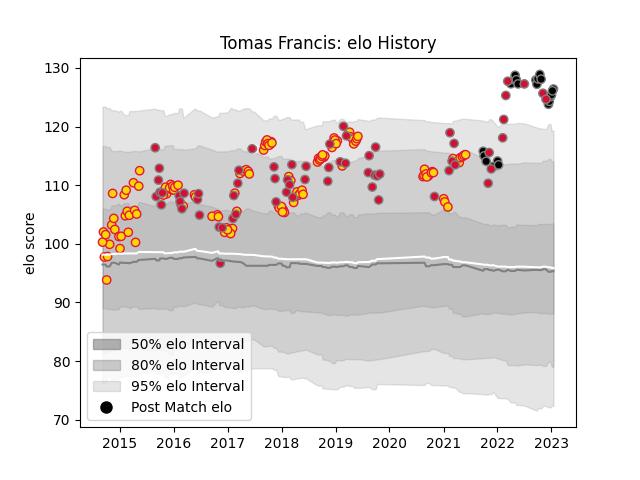 Tomas Francis: elo History
elo score
130
120
110
100
90
80
70
50% elo Interval
80% elo Interval
95% elo Interval
Post Match elo
2015 2016 2017 2018 2019 2020 2021 2022 2023